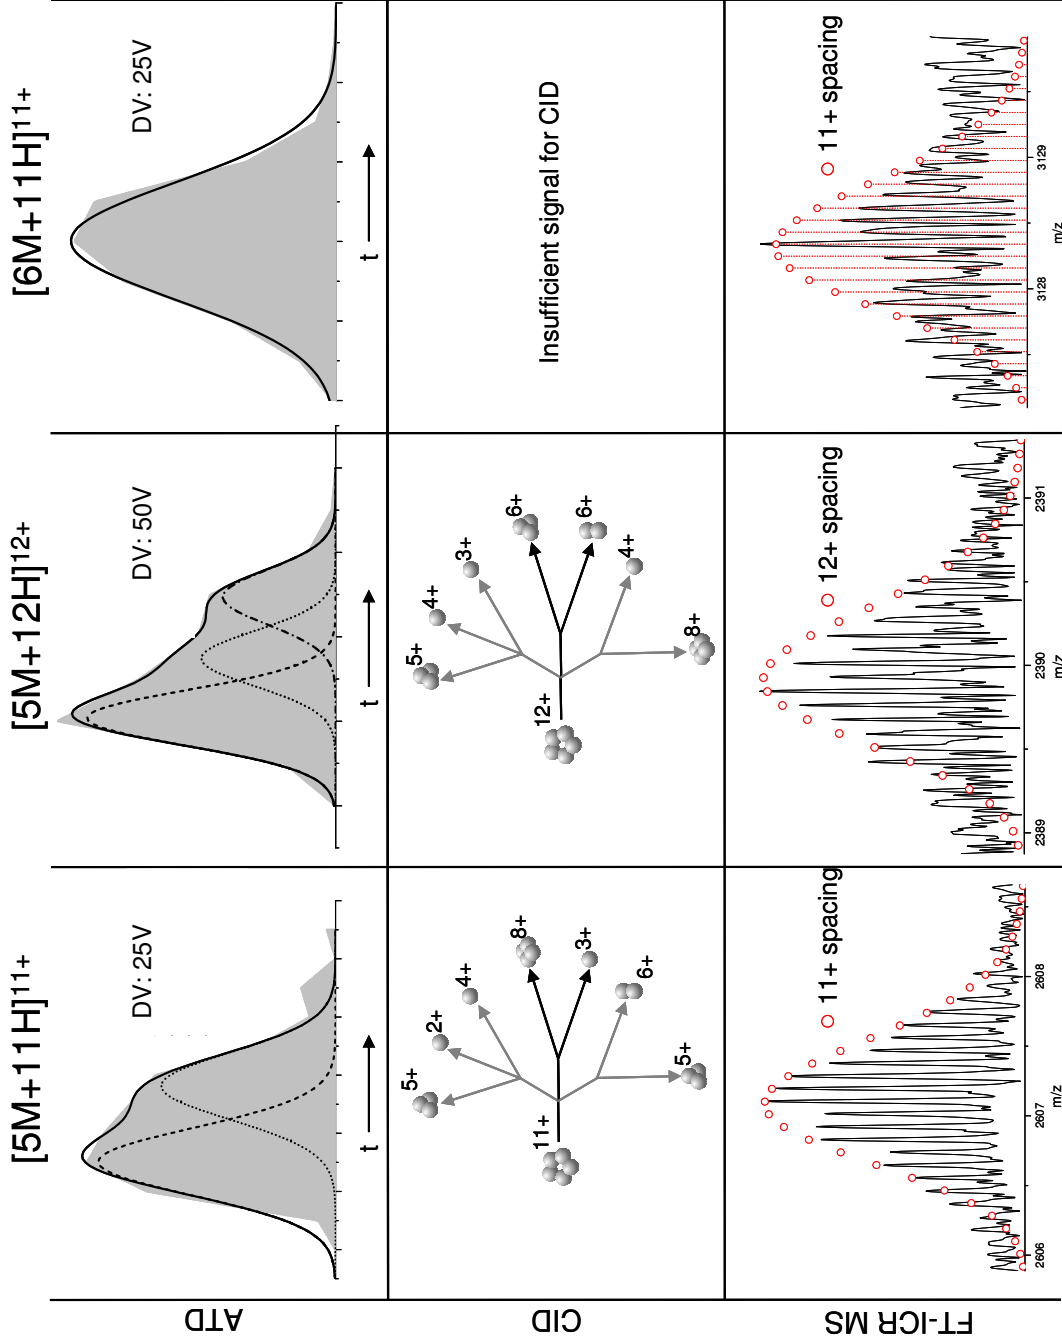 [5M+11H]11+
[5M+12H]12+
[6M+11H]11+
ATD
DV: 25V
t
DV: 50V
t
DV: 25V
t
CID
11+
5+
2+
4+
8+
3+
6+
5+
12+
5+
4+
3+
6+
6+
4+
8+
Insufficient signal for CID
FT-ICR MS
11+ spacing
2606
2607
2608
m/z
12+ spacing
2389
2390
2391
m/z
11+ spacing
3128
3129
m/z